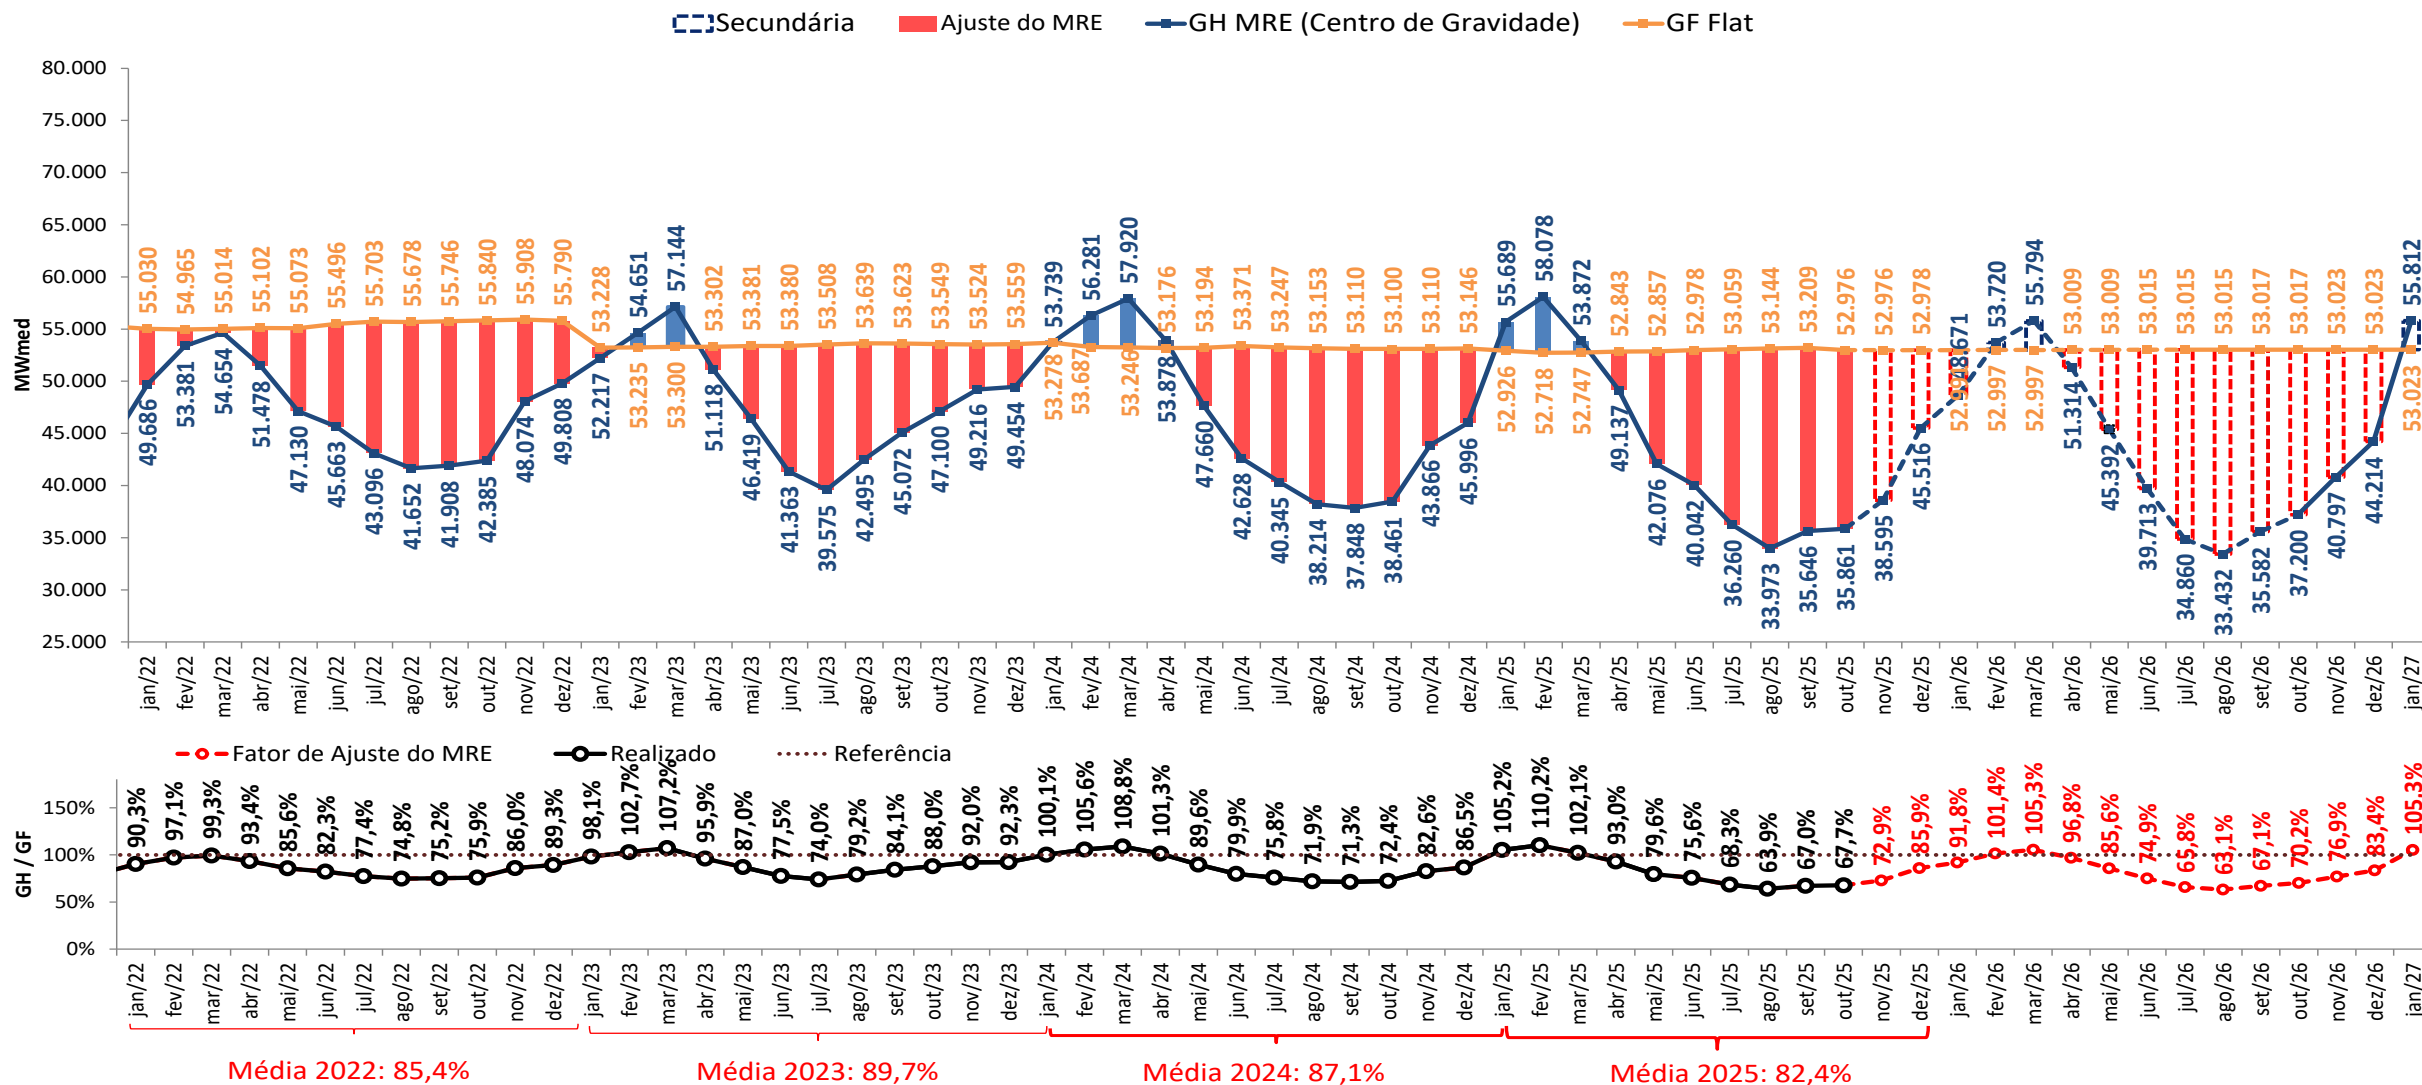 Secundária Ajuste do MRE GH MRE (Centro de Gravidade) GF Flat
MWmed
80.000
75.000
70.000
65.000
60.000
55.000
50.000
45.000
40.000
35.000
30.000
25.000
55.030 54.965 55.014 55.102 55.073 55.496 55.703 55.678 55.746 55.840 55.908 55.790 53.228 54.651 57.144 53.302 53.381 53.380 53.508 53.639 53.623 53.549 53.524 53.559 53.739 56.281 57.920 53.176 53.194 53.371 53.247 53.153 53.110 53.100 53.110 53.146 55.689 58.078 53.872 52.843 52.857 52.978 53.059 53.144 53.209 52.976 52.976 52.978 48.671 53.720 55.794 53.009 53.009 53.015 53.015 53.015 53.017 53.017 53.023 53.023 55.812
49.686 53.381 54.654 51.478 47.130 45.663 43.096 41.652 41.908 42.385 48.074 49.808 52.217 53.235 53.300 51.118 46.419 41.363 39.575 42.495 45.072 47.100 49.216 49.454 53.278 53.687 53.246 53.878 47.660 42.628 40.345 38.214 37.848 38.461 43.866 45.996 52.926 52.718 52.747 49.137 42.076 40.042 36.260 33.973 35.646 35.861 38.595 45.516 52.997 52.997 51.314 45.392 39.713 34.860 33.432 35.582 37.200 40.797 44.214 53.023
jan/22 fev/22 mar/22 abr/22 mai/22 jun/22 jul/22 ago/22 set/22 out/22 nov/22 dez/22 jan/23 fev/23 mar/23 abr/23 mai/23 jun/23 jul/23 ago/23 set/23 out/23 nov/23 dez/23 jan/24 fev/24 mar/24 abr/24 mai/24 jun/24 jul/24 ago/24 set/24 out/24 nov/24 dez/24 jan/25 fev/25 mar/25 abr/25 mai/25 jun/25 jul/25 ago/25 set/25 out/25 nov/25 dez/25 jan/26 fev/26 mar/26 abr/26 mai/26 jun/26 jul/26 ago/26 set/26 out/26 nov/26 dez/26 jan/27
Fator de Ajuste do MRE Realizado Referência
GH / GF
150%
100%
50%
0%
90,3% 97,1% 99,3% 93,4% 85,6% 82,3% 77,4% 74,8% 75,2% 75,9% 86,0% 89,3% 98,1% 102,7% 107,2% 95,9% 87,0% 77,5% 74,0% 79,2% 84,1% 88,0% 92,0% 92,3% 100,1% 105,6% 108,8% 101,3% 89,6% 79,9% 75,8% 71,9% 71,3% 72,4% 82,6% 86,5% 105,2% 110,2% 102,1% 93,0% 79,6% 75,6% 68,3% 63,9% 67,0% 67,7% 72,9% 85,9% 91,8% 101,4% 105,3% 96,8% 85,6% 74,9% 65,8% 63,1% 67,1% 70,2% 76,9% 83,4% 105,3%
jan/22 fev/22 mar/22 abr/22 mai/22 jun/22 jul/22 ago/22 set/22 out/22 nov/22 dez/22 jan/23 fev/23 mar/23 abr/23 mai/23 jun/23 jul/23 ago/23 set/23 out/23 nov/23 dez/23 jan/24 fev/24 mar/24 abr/24 mai/24 jun/24 jul/24 ago/24 set/24 out/24 nov/24 dez/24 jan/25 fev/25 mar/25 abr/25 mai/25 jun/25 jul/25 ago/25 set/25 out/25 nov/25 dez/25 jan/26 fev/26 mar/26 abr/26 mai/26 jun/26 jul/26 ago/26 set/26 out/26 nov/26 dez/26 jan/27
Média 2022: 85,4% Média 2023: 89,7% Média 2024: 87,1% Média 2025: 82,4%